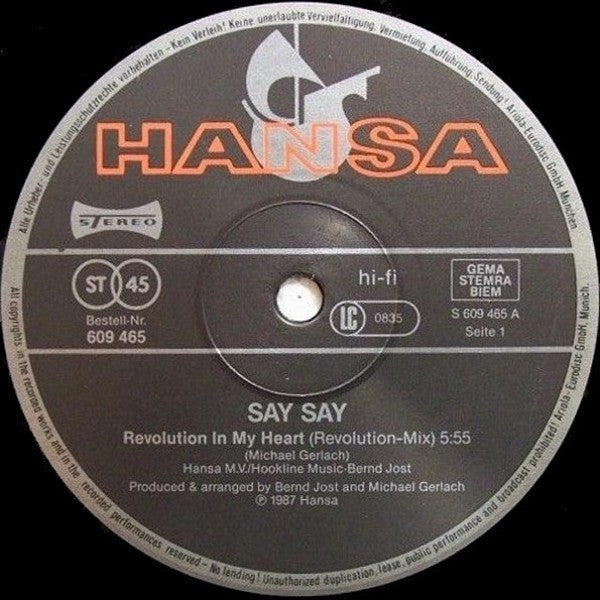 Alle Urheber- und Leistungsschutzrechte vorbehalten - Kein Verleih! Keine unerlaubte Vervielfältigung, Vermietung, Aufführung, Sendung! Ariola-Eurodisc GmbH, München.
HANSA
STEREO
ST 45
Bestell-Nr.
609 465
hi-fi
LC 0835
GEMA
STEMRA
BIEM
S 609 465 A
Seite 1
SAY SAY
Revolution In My Heart (Revolution-Mix) 5:55
(Michael Gerlach)
Hansa M.V./Hookline Music-Bernd Jost
Produced & arranged by Bernd Jost and Michael Gerlach
℗ 1987 Hansa
All copyrights in the recorded works and in the recorded performances reserved - No lending! Unauthorized duplication, lease, public performance and broadcast prohibited! Ariola-Eurodisc GmbH, Munich.